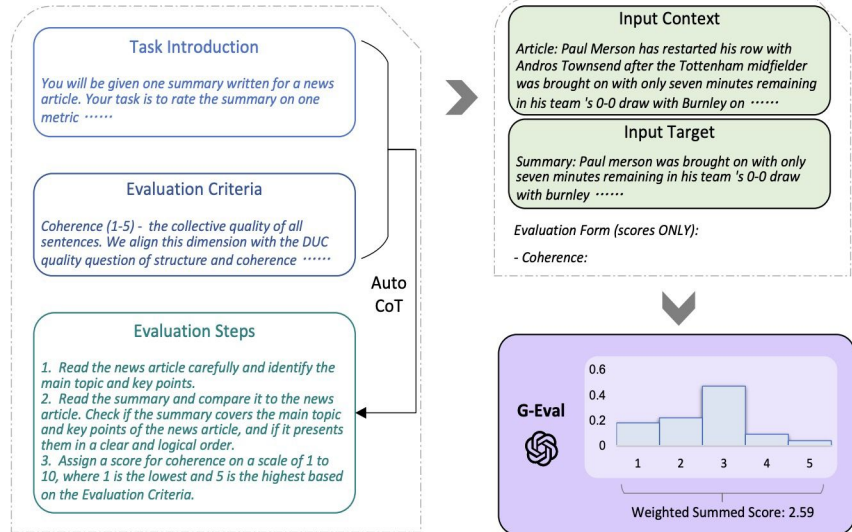 Task Introduction
You will be given one summary written for a news
article. Your task is to rate the summary on one
metric ······
Evaluation Criteria
Coherence (1-5) - the collective quality of all
sentences. We align this dimension with the DUC
quality question of structure and coherence ······
Auto
CoT
Evaluation Steps
1. Read the news article carefully and identify the
main topic and key points.
2. Read the summary and compare it to the news
article. Check if the summary covers the main topic
and key points of the news article, and if it presents
them in a clear and logical order.
3. Assign a score for coherence on a scale of 1 to
10, where 1 is the lowest and 5 is the highest based
on the Evaluation Criteria.
Input Context
Article: Paul Merson has restarted his row with
Andros Townsend after the Tottenham midfielder
was brought on with only seven minutes remaining
in his team 's 0-0 draw with Burnley on ······
Input Target
Summary: Paul merson was brought on with only
seven minutes remaining in his team 's 0-0 draw
with burnley ······
Evaluation Form (scores ONLY):
- Coherence:
G-Eval
0.6
0.4
0.2
0
1 2 3 4 5
Weighted Summed Score: 2.59